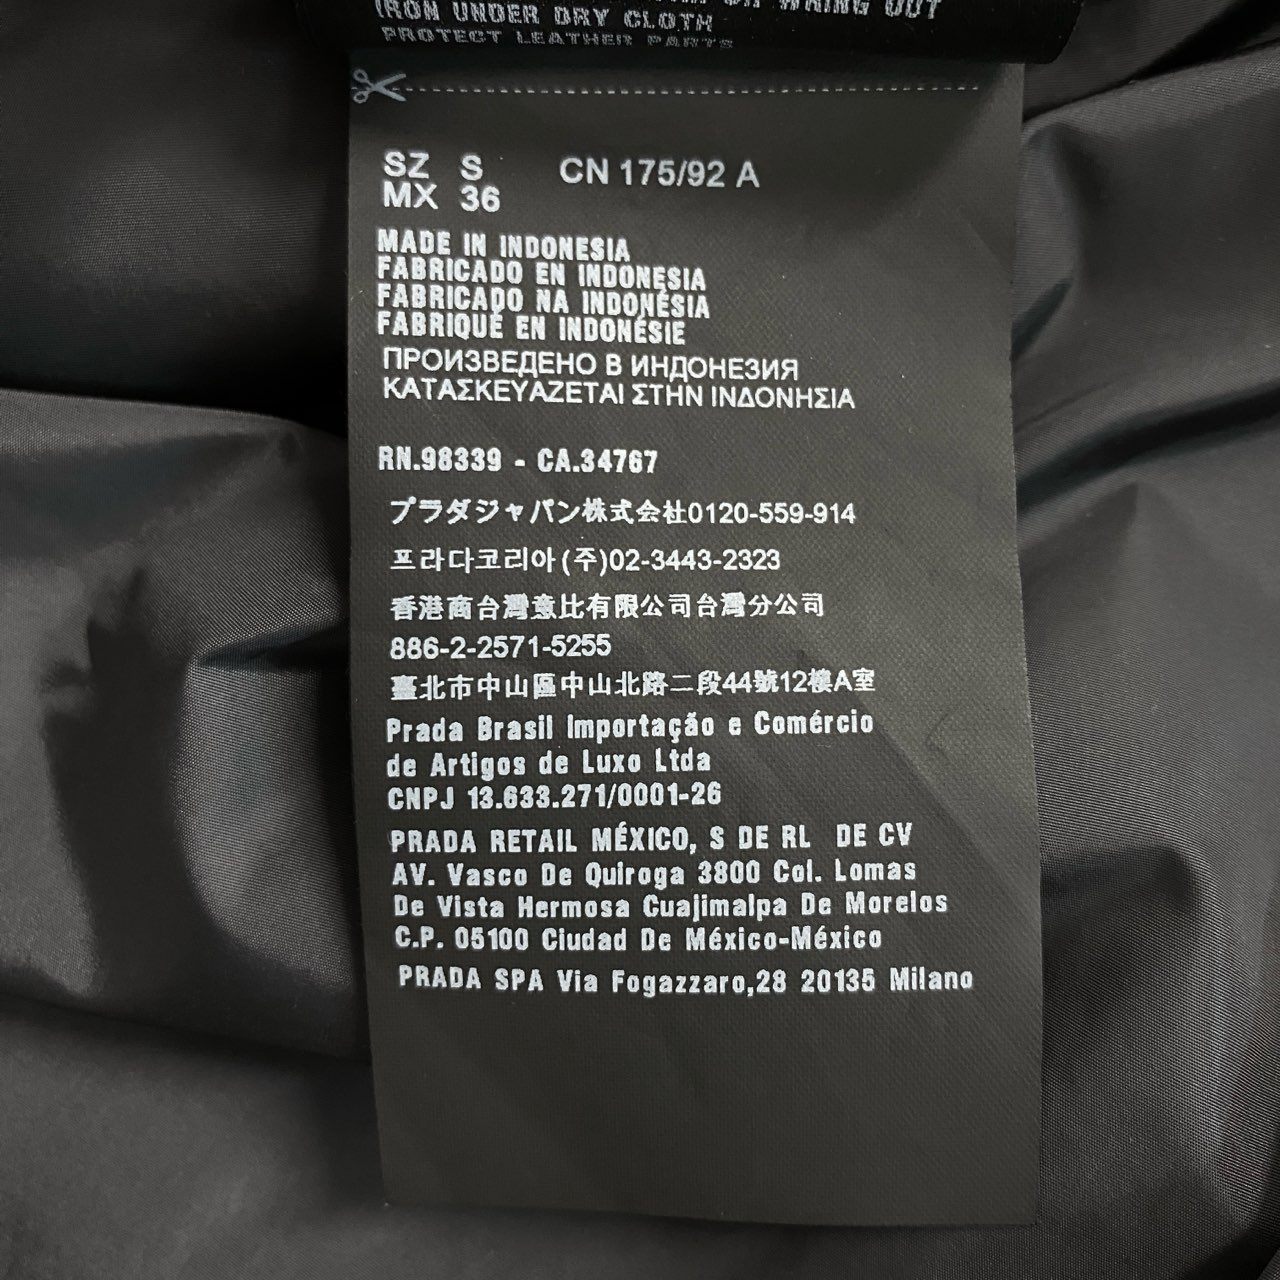 OR WRING OUT
IRON UNDER DRY CLOTH
PROTECT LEATHER PARTS
SZ S CN 175/92 A
MX 36
MADE IN INDONESIA
FABRICADO EN INDONESIA
FABRICADO NA INDONÉSIA
FABRIQUÉ EN INDONÉSIE
ПРОИЗВЕДЕНО В ИНДОНЕЗИЯ
ΚΑΤΑΣΚΕΥΑΖΕΤΑΙ ΣΤΗΝ ΙΝΔΟΝΗΣΙΑ
RN.98339 - CA.34767
プラダジャパン株式会社0120-559-914
프라다코리아(주)02-3443-2323
香港商台灣意比有限公司台灣分公司
886-2-2571-5255
臺北市中山區中山北路二段44號12樓A室
Prada Brasil Importação e Comércio
de Artigos de Luxo Ltda
CNPJ 13.633.271/0001-26
PRADA RETAIL MÉXICO, S DE RL DE CV
AV. Vasco De Quiroga 3800 Col. Lomas
De Vista Hermosa Cuajimalpa De Morelos
C.P. 05100 Ciudad De México-México
PRADA SPA Via Fogazzaro,28 20135 Milano